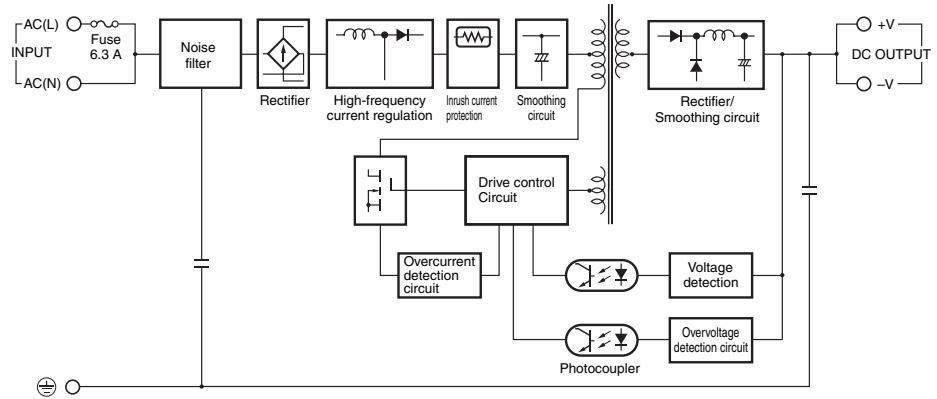 AC(L)
Fuse
6.3 A
INPUT
AC(N)
Noise
filter
Rectifier
High-frequency
current regulation
Inrush current
protection
Smoothing
circuit
Rectifier/
Smoothing circuit
+V
DC OUTPUT
–V
Drive control
Circuit
Overcurrent
detection
circuit
Voltage
detection
Overvoltage
detection circuit
Photocoupler